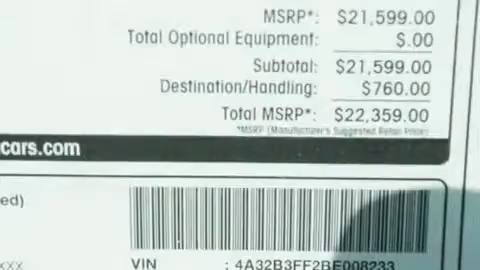 MSRP*: $21,599.00
Total Optional Equipment: $.00
Subtotal: $21,599.00
Destination/Handling: $760.00
Total MSRP*: $22,359.00
*MSRP (Manufacturer's Suggested Retail Price)
cars.com
ed)
xxx
VIN : 4A32B3FF2BE008233